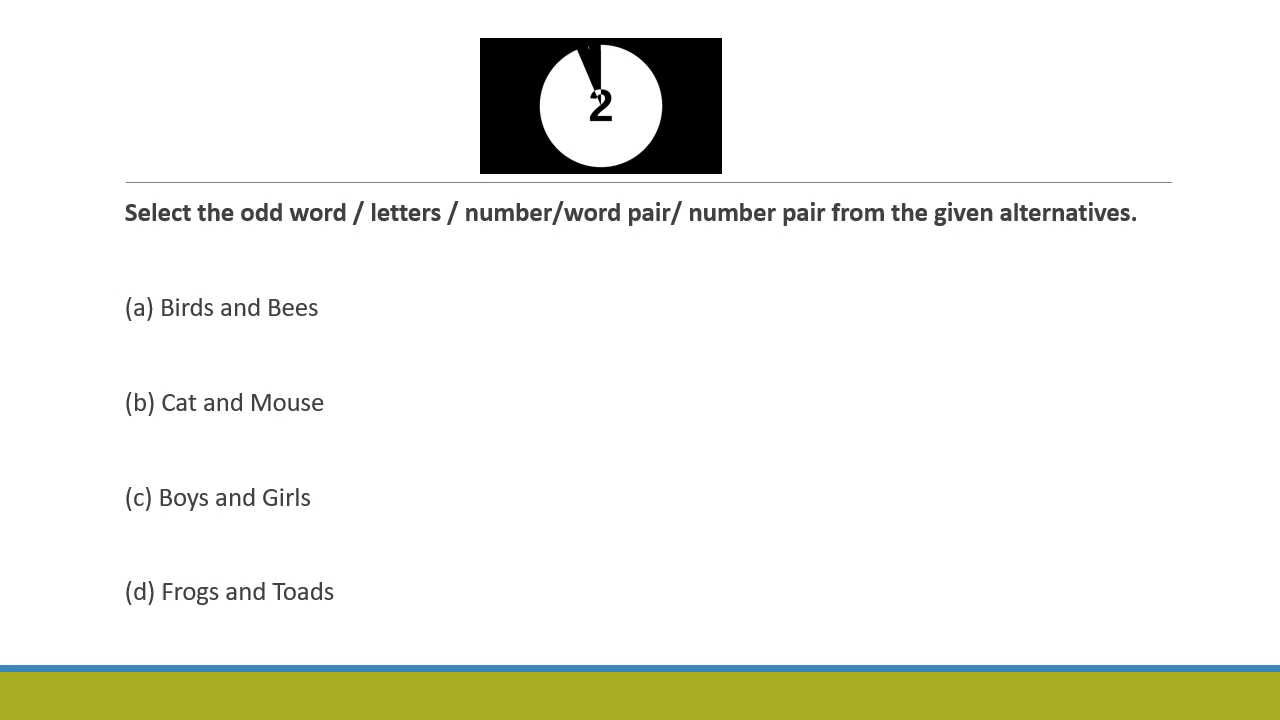 2
Select the odd word / letters / number/word pair/ number pair from the given alternatives.
(a) Birds and Bees
(b) Cat and Mouse
(c) Boys and Girls
(d) Frogs and Toads